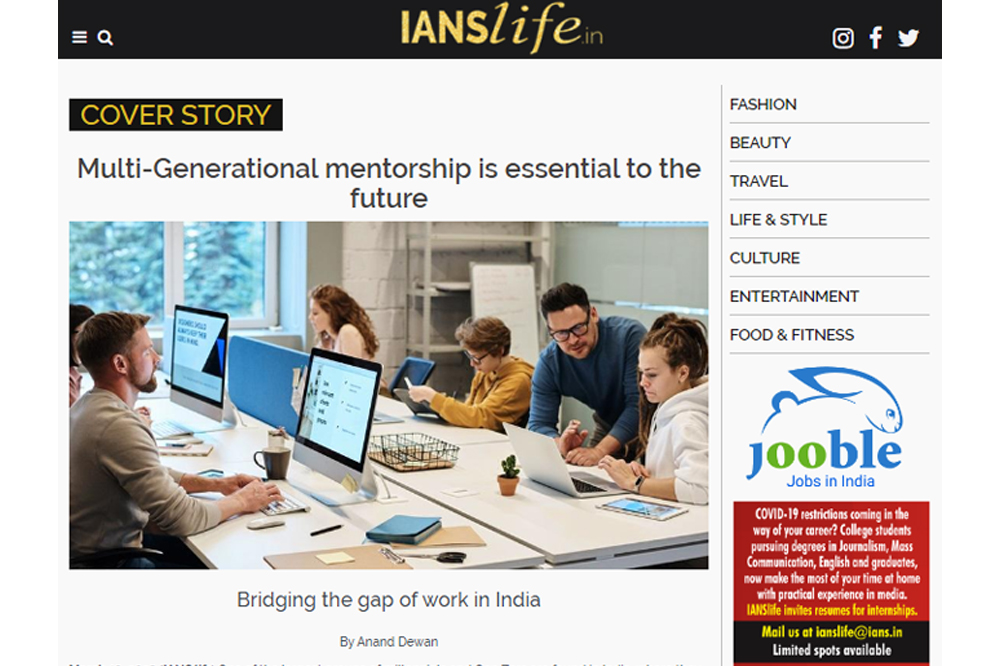 IANSlife.in
COVER STORY
Multi-Generational mentorship is essential to the
future
Bridging the gap of work in India
By Anand Dewan
FASHION
BEAUTY
TRAVEL
LIFE & STYLE
CULTURE
ENTERTAINMENT
FOOD & FITNESS
jooble
Jobs in India
COVID-19 restrictions coming in the
way of your career? College students
pursuing degrees in Journalism, Mass
Communication, English and graduates,
now make the most of your time at home
with practical experience in media.
IANSlife invites resumes for internships.
Mail us at ianslife@ians.in
Limited spots available